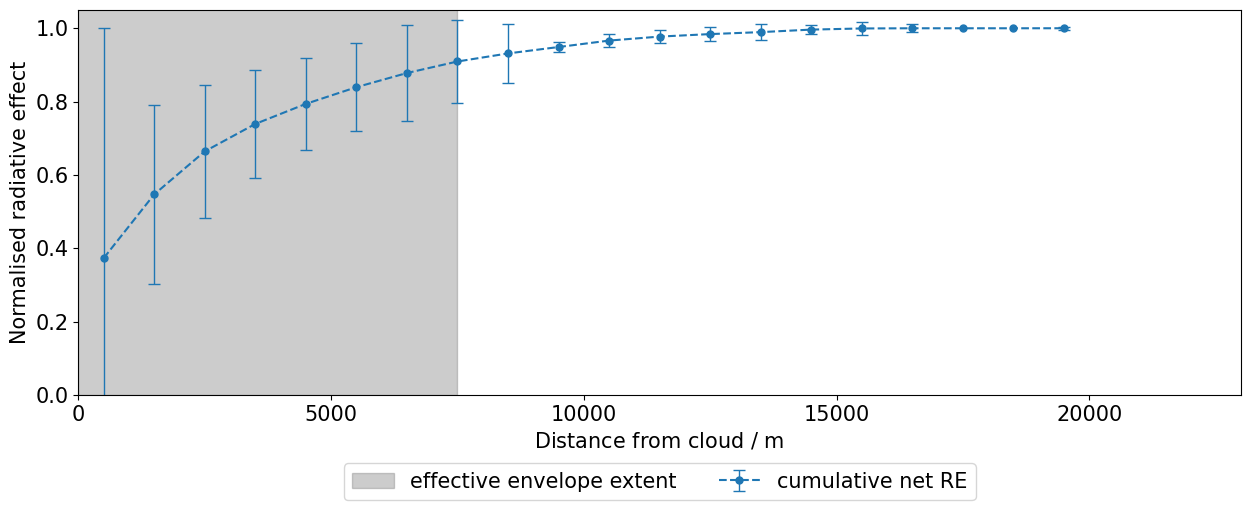 Normalised radiative effect
1.0
0.8
0.6
0.4
0.2
0.0
0 5000 10000 15000 20000
Distance from cloud / m
effective envelope extent cumulative net RE